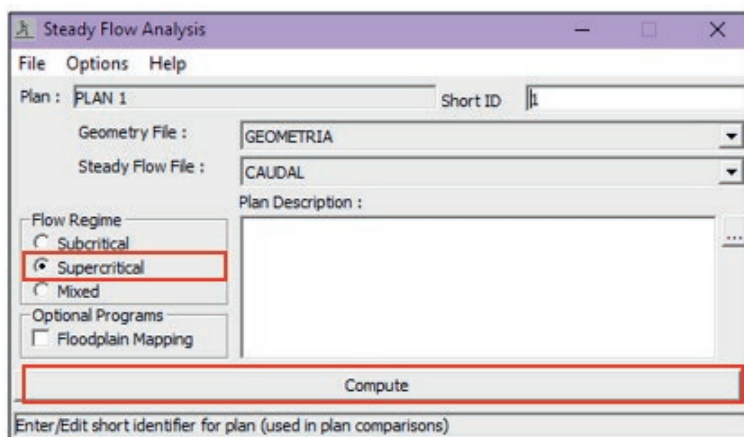 Steady Flow Analysis
File Options Help
Plan : PLAN 1 Short ID 1
Geometry File : GEOMETRIA
Steady Flow File : CAUDAL
Plan Description :
Flow Regime
Subcritical
Supercritical
Mixed
Optional Programs
Floodplain Mapping
...
Compute
Enter/Edit short identifier for plan (used in plan comparisons)